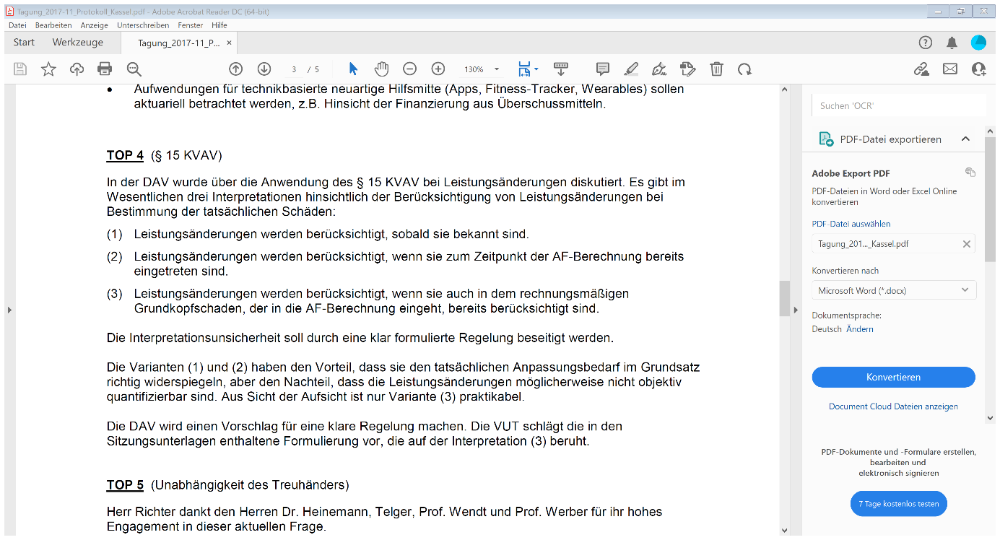 Tagung_2017-11_Protokoll_Kassel.pdf - Adobe Acrobat Reader DC (64-bit)
Datei Bearbeiten Anzeige Unterschreiben Fenster Hilfe
Start Werkzeuge Tagung_2017-11_P... ×
3 / 5 130%
Aufwendungen für technikbasierte neuartige Hilfsmitte (Apps, Fitness-Tracker, Wearables) sollen
aktuariell betrachtet werden, z.B. Hinsicht der Finanzierung aus Überschussmitteln.
TOP 4 (§ 15 KVAV)
In der DAV wurde über die Anwendung des § 15 KVAV bei Leistungsänderungen diskutiert. Es gibt im
Wesentlichen drei Interpretationen hinsichtlich der Berücksichtigung von Leistungsänderungen bei
Bestimmung der tatsächlichen Schäden:
(1) Leistungsänderungen werden berücksichtigt, sobald sie bekannt sind.
(2) Leistungsänderungen werden berücksichtigt, wenn sie zum Zeitpunkt der AF-Berechnung bereits
eingetreten sind.
(3) Leistungsänderungen werden berücksichtigt, wenn sie auch in dem rechnungsmäßigen
Grundkopfschaden, der in die AF-Berechnung eingeht, bereits berücksichtigt sind.
Die Interpretationsunsicherheit soll durch eine klar formulierte Regelung beseitigt werden.
Die Varianten (1) und (2) haben den Vorteil, dass sie den tatsächlichen Anpassungsbedarf im Grundsatz
richtig widerspiegeln, aber den Nachteil, dass die Leistungsänderungen möglicherweise nicht objektiv
quantifizierbar sind. Aus Sicht der Aufsicht ist nur Variante (3) praktikabel.
Die DAV wird einen Vorschlag für eine klare Regelung machen. Die VUT schlägt die in den
Sitzungsunterlagen enthaltene Formulierung vor, die auf der Interpretation (3) beruht.
TOP 5 (Unabhängigkeit des Treuhänders)
Herr Richter dankt den Herren Dr. Heinemann, Telger, Prof. Wendt und Prof. Werber für ihr hohes
Engagement in dieser aktuellen Frage.
Suchen 'OCR'
PDF-Datei exportieren
Adobe Export PDF
PDF-Dateien in Word oder Excel Online
konvertieren
PDF-Datei auswählen
Tagung_201..._Kassel.pdf
Konvertieren nach
Microsoft Word (*.docx)
Dokumentsprache:
Deutsch Ändern
Konvertieren
Document Cloud Dateien anzeigen
PDF-Dokumente und -Formulare erstellen,
bearbeiten und
elektronisch signieren
7 Tage kostenlos testen